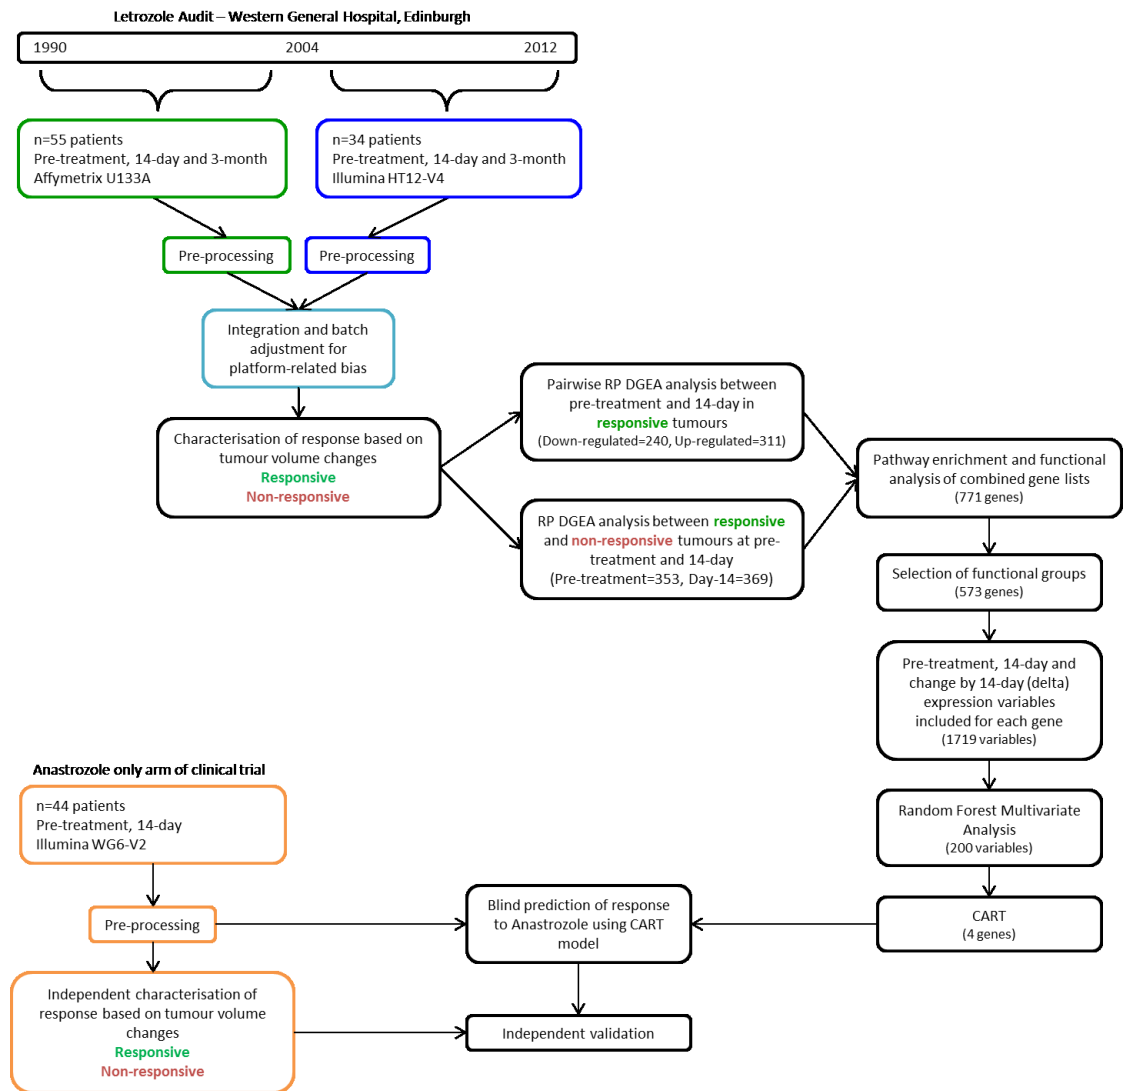 Letrozole Audit – Western General Hospital, Edinburgh
1990 2004 2012
n=55 patients
Pre-treatment, 14-day and 3-month
Affymetrix U133A
n=34 patients
Pre-treatment, 14-day and 3-month
Illumina HT12-V4
Pre-processing
Pre-processing
Integration and batch
adjustment for
platform-related bias
Characterisation of response based on
tumour volume changes
Responsive
Non-responsive
Pairwise RP DGEA analysis between
pre-treatment and 14-day in
responsive tumours
(Down-regulated=240, Up-regulated=311)
RP DGEA analysis between responsive
and non-responsive tumours at pre-
treatment and 14-day
(Pre-treatment=353, Day-14=369)
Pathway enrichment and functional
analysis of combined gene lists
(771 genes)
Selection of functional groups
(573 genes)
Pre-treatment, 14-day and
change by 14-day (delta)
expression variables
included for each gene
(1719 variables)
Random Forest Multivariate
Analysis
(200 variables)
CART
(4 genes)
Anastrozole only arm of clinical trial
n=44 patients
Pre-treatment, 14-day
Illumina WG6-V2
Pre-processing
Independent characterisation of
response based on tumour volume
changes
Responsive
Non-responsive
Blind prediction of response
to Anastrozole using CART
model
Independent validation